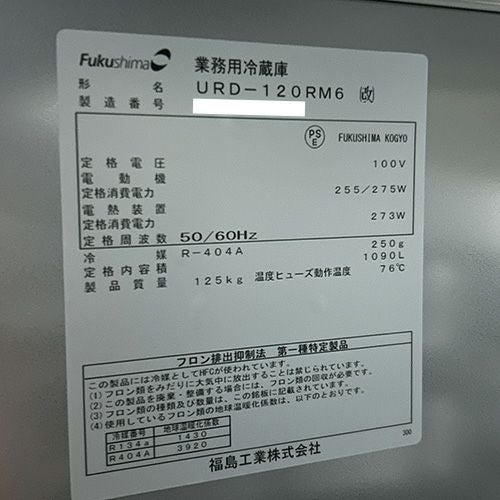 Fukushima 業務用冷蔵庫
形名 URD-120RM6 改
製造番号
PS
E
FUKUSHIMA KOGYO
定格電圧 100V
電動機
定格消費電力 255/275W
電熱装置
定格消費電力 273W
定格周波数 50/60Hz
冷媒 R-404A 250g
定格内容積 1090L
製品質量 125kg 温度ヒューズ動作温度 76℃
フロン排出抑制法 第一種特定製品
この製品には冷媒としてHFCが使われています。
(1) フロン類をみだりに大気中に放出することは禁じられています。
(2) この製品を廃棄・整備する場合には、フロン類の回収が必要です。
(3) フロン類の種類及び数量は、この銘板に記載されています。
(4) 使用しているフロン類の地球温暖化係数は、以下のとおりです。
冷媒番号 地球温暖化係数
R134a 1430
R404A 3920
300
福島工業株式会社